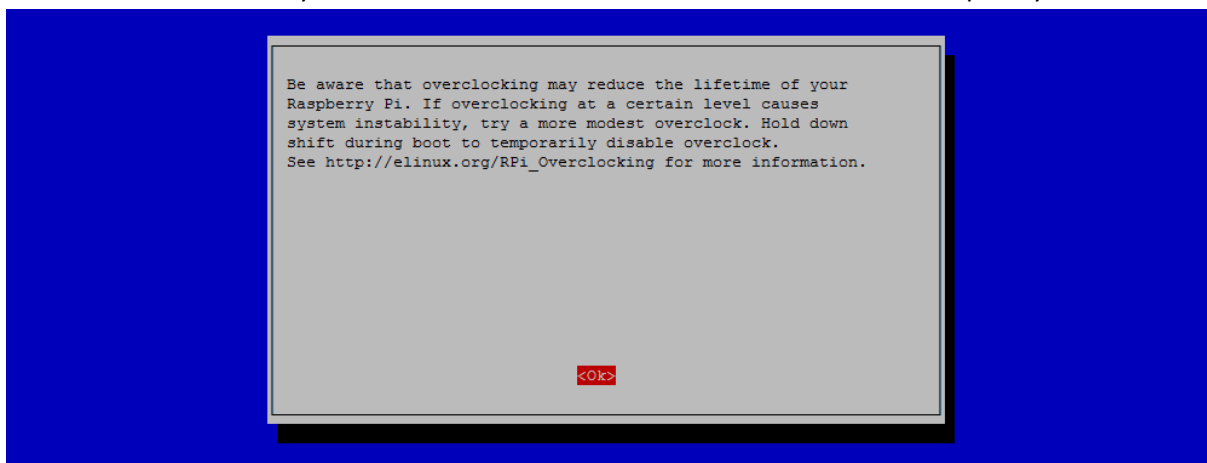 Be aware that overclocking may reduce the lifetime of your
Raspberry Pi. If overclocking at a certain level causes
system instability, try a more modest overclock. Hold down
shift during boot to temporarily disable overclock.
See http://elinux.org/RPi_Overclocking for more information.
<Ok>